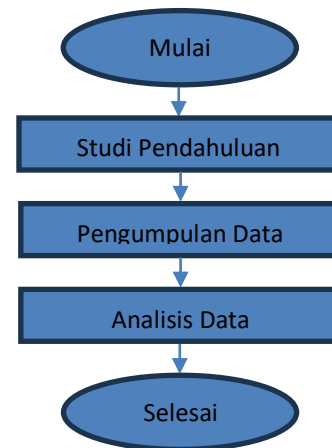 Mulai
Studi Pendahuluan
Pengumpulan Data
Analisis Data
Selesai